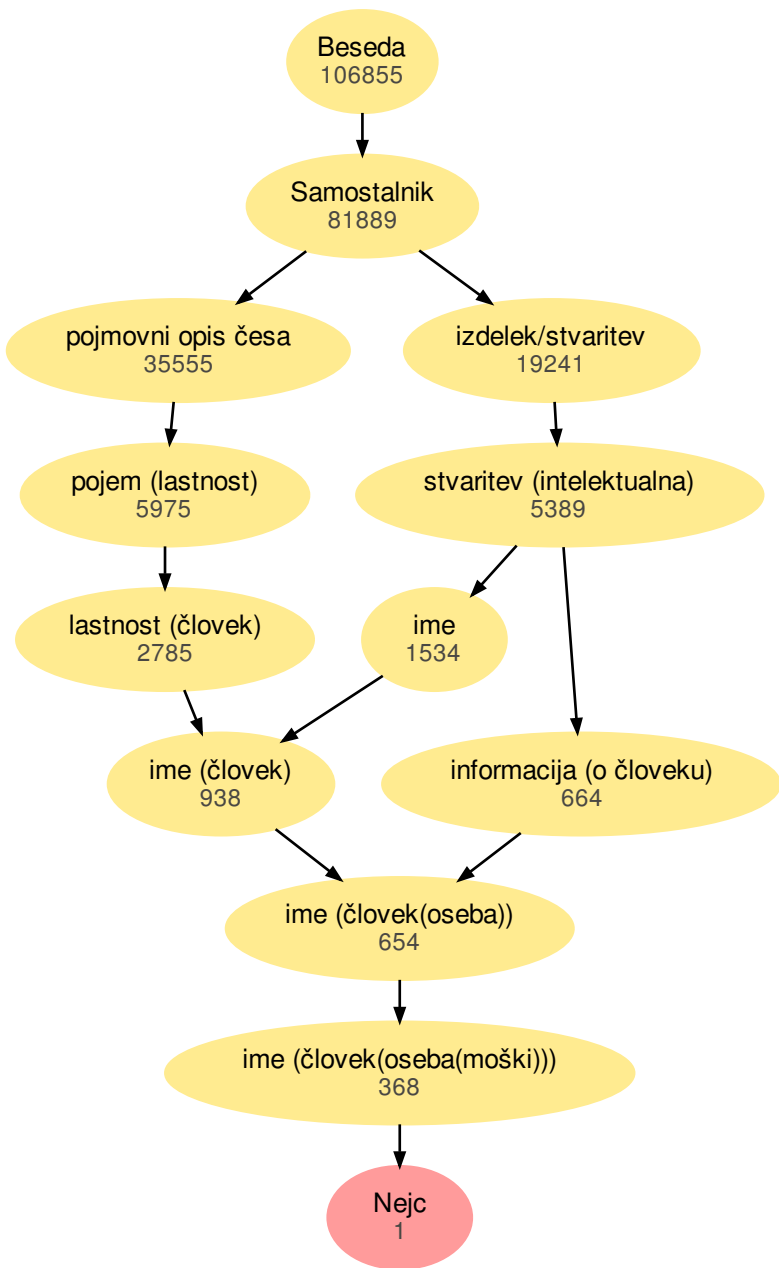 Beseda
106855
Samostalnik
81889
pojmovni opis česa
35555
izdelek/stvaritev
19241
pojem (lastnost)
5975
stvaritev (intelektualna)
5389
lastnost (človek)
2785
ime
1534
ime (človek)
938
informacija (o človeku)
664
ime (človek(oseba))
654
ime (človek(oseba(moški)))
368
Nejc
1